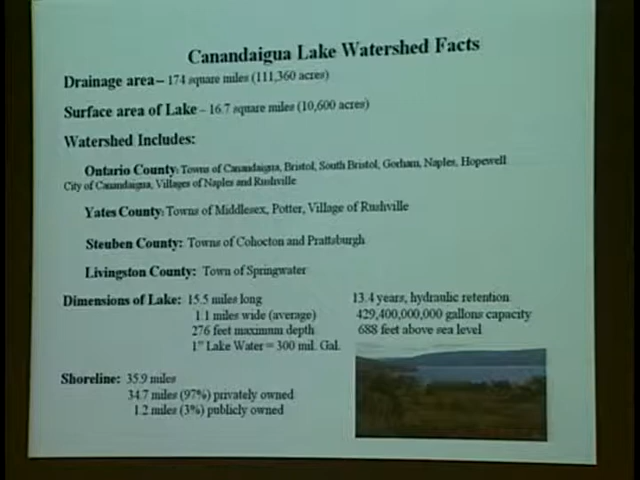 Canandaigua Lake Watershed Facts
Drainage area – 174 square miles (111,360 acres)
Surface area of Lake – 16.7 square miles (10,600 acres)
Watershed Includes:
Ontario County: Towns of Canandaigua, Bristol, South Bristol, Gorham, Naples, Hopewell
City of Canandaigua, Villages of Naples and Rushville
Yates County: Towns of Middlesex, Potter, Village of Rushville
Steuben County: Towns of Cohocton and Prattsburgh
Livingston County: Town of Springwater
Dimensions of Lake: 15.5 miles long
1.1 miles wide (average)
276 feet maximum depth
1" Lake Water = 300 mil. Gal.
13.4 years, hydraulic retention
429,400,000,000 gallons capacity
688 feet above sea level
Shoreline: 35.9 miles
34.7 miles (97%) privately owned
1.2 miles (3%) publicly owned